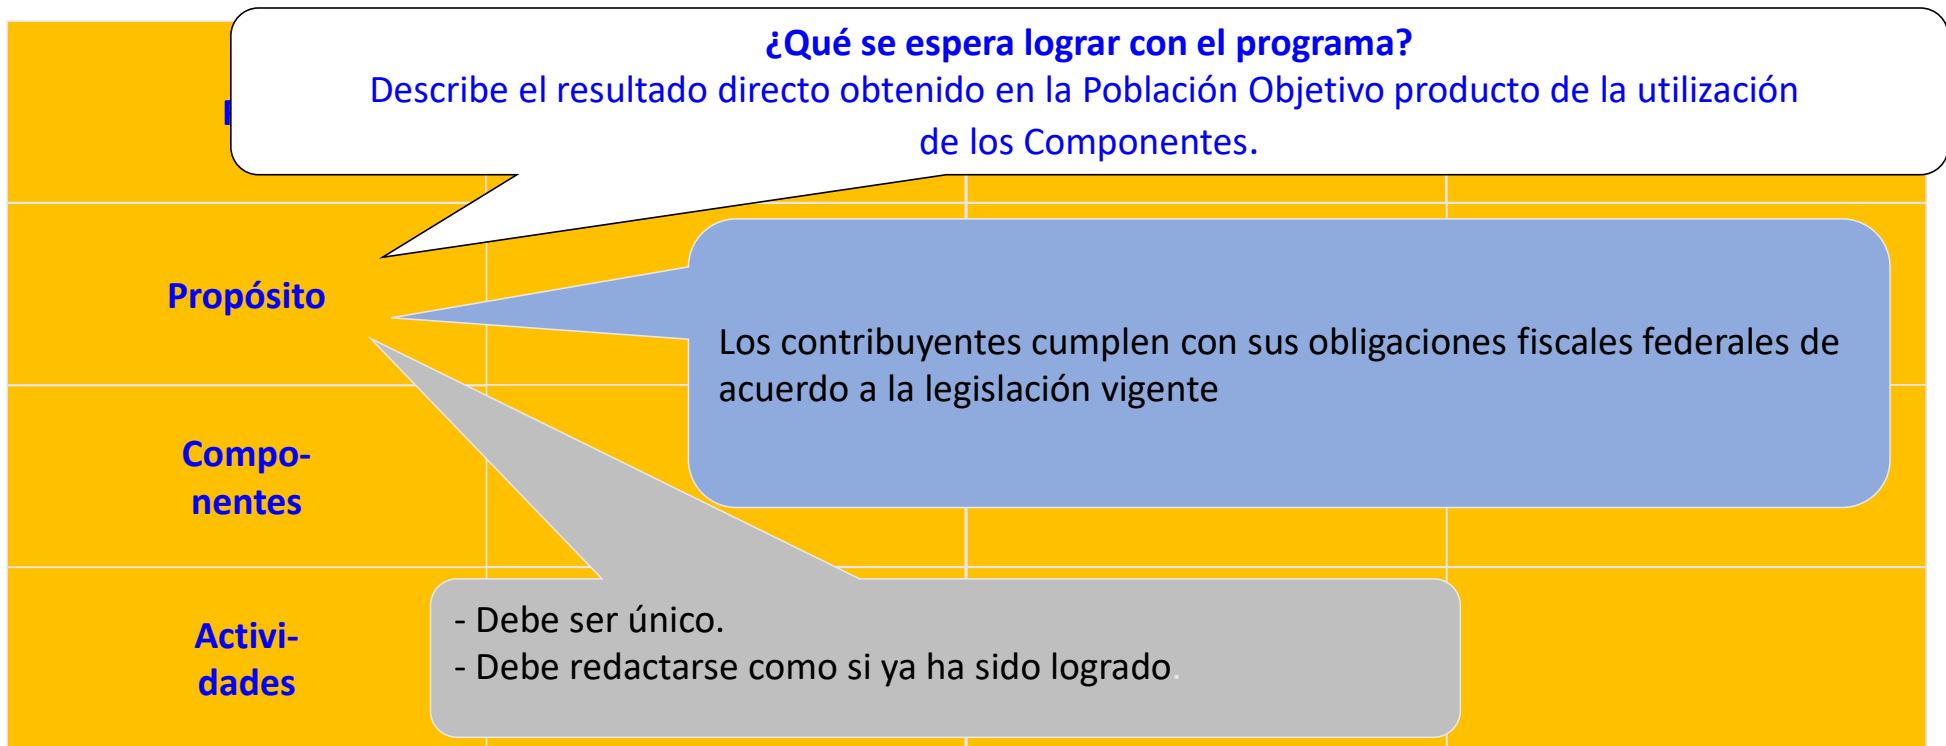 ¿Qué se espera lograr con el programa?
Describe el resultado directo obtenido en la Población Objetivo producto de la utilización
de los Componentes.
Propósito
Los contribuyentes cumplen con sus obligaciones fiscales federales de
acuerdo a la legislación vigente
Compo-
nentes
Activi-
dades
- Debe ser único.
- Debe redactarse como si ya ha sido logrado.